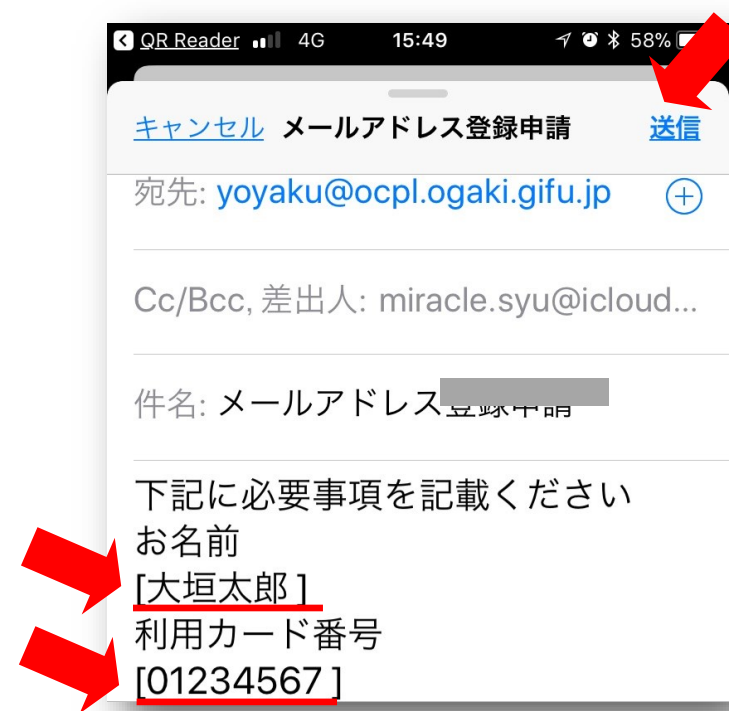 QR Reader 4G 15:49 58%
キャンセル メールアドレス登録申請 送信
宛先: yoyaku@ocpl.ogaki.gifu.jp
Cc/Bcc, 差出人: miracle.syu@icloud...
件名: メールアドレス登録申請
下記に必要事項を記載ください
お名前
[大垣太郎 ]
利用カード番号
[01234567 ]